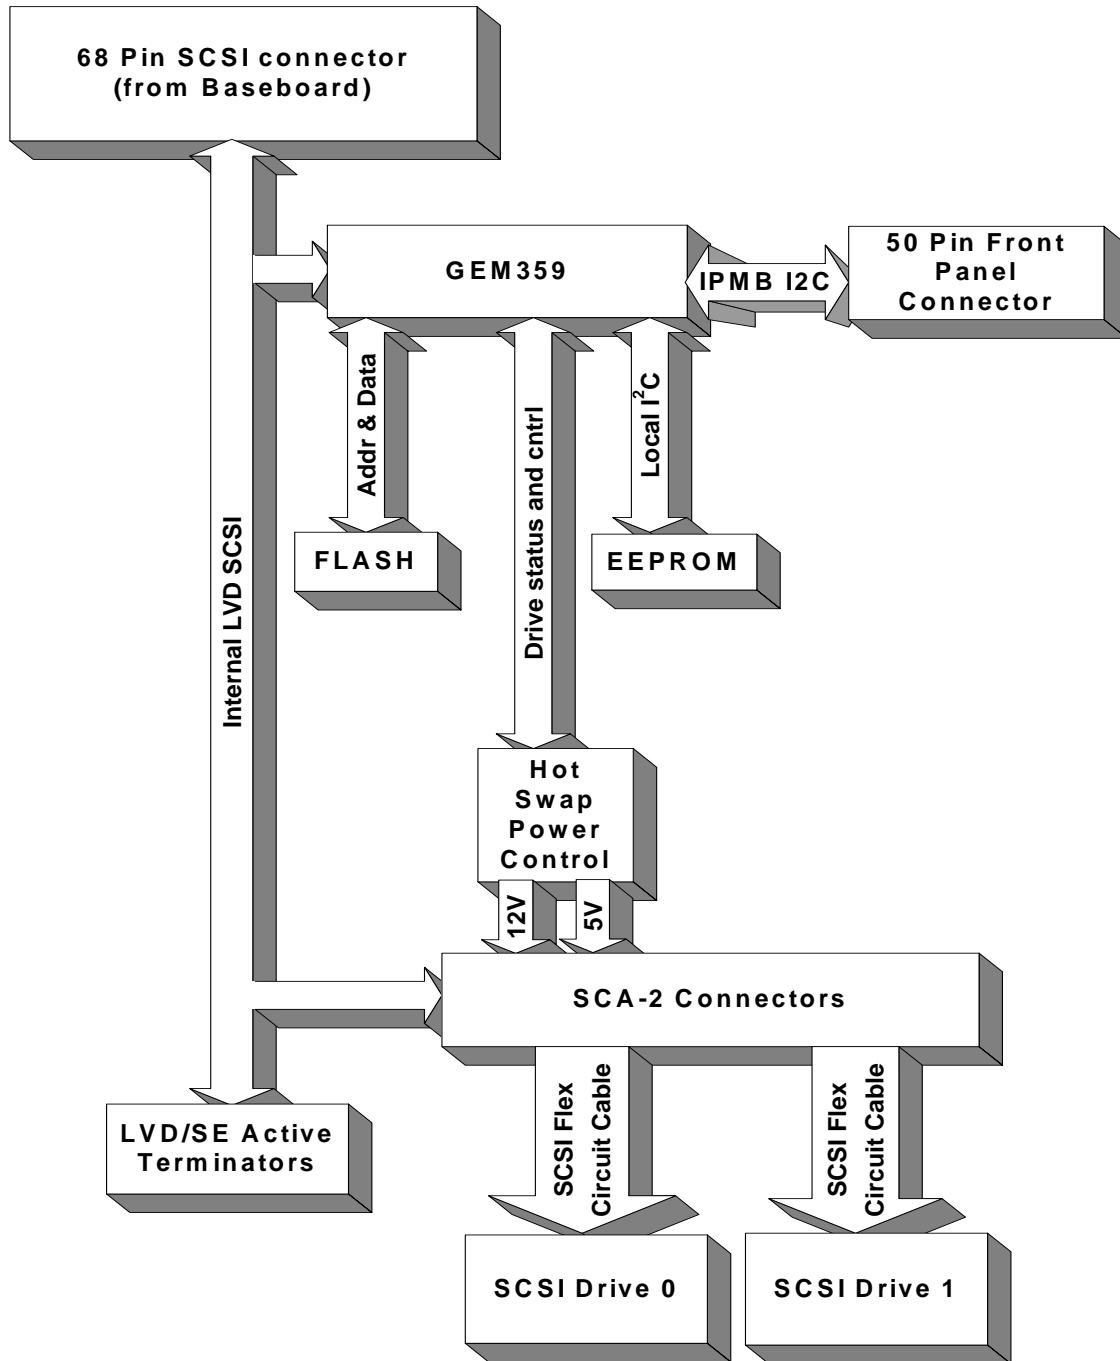 68 Pin SCSI connector
(from Baseboard)
GEM359
IPMB I2C
50 Pin Front
Panel
Connector
Addr & Data
Drive status and cntrl
Local I²C
Internal LVD SCSI
FLASH
EEPROM
Hot
Swap
Power
Control
12V
5V
SCA-2 Connectors
LVD/SE Active
Terminators
SCSI Flex
Circuit Cable
SCSI Flex
Circuit Cable
SCSI Drive 0
SCSI Drive 1